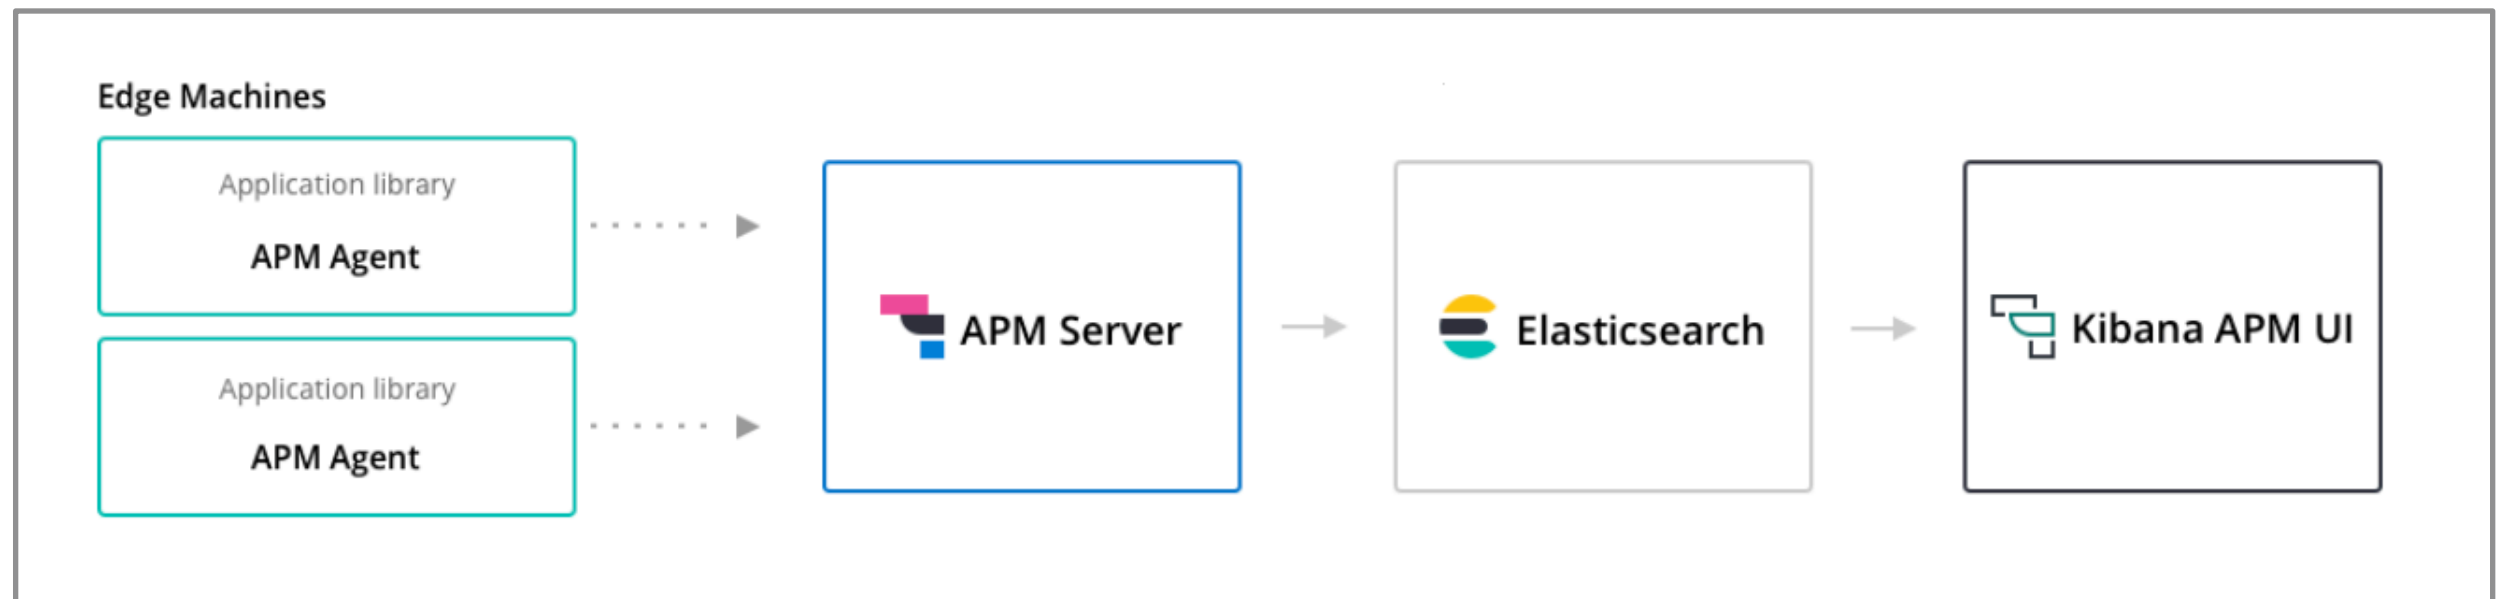 Edge Machines
Application library
APM Agent
Application library
APM Agent
APM Server
Elasticsearch
Kibana APM UI